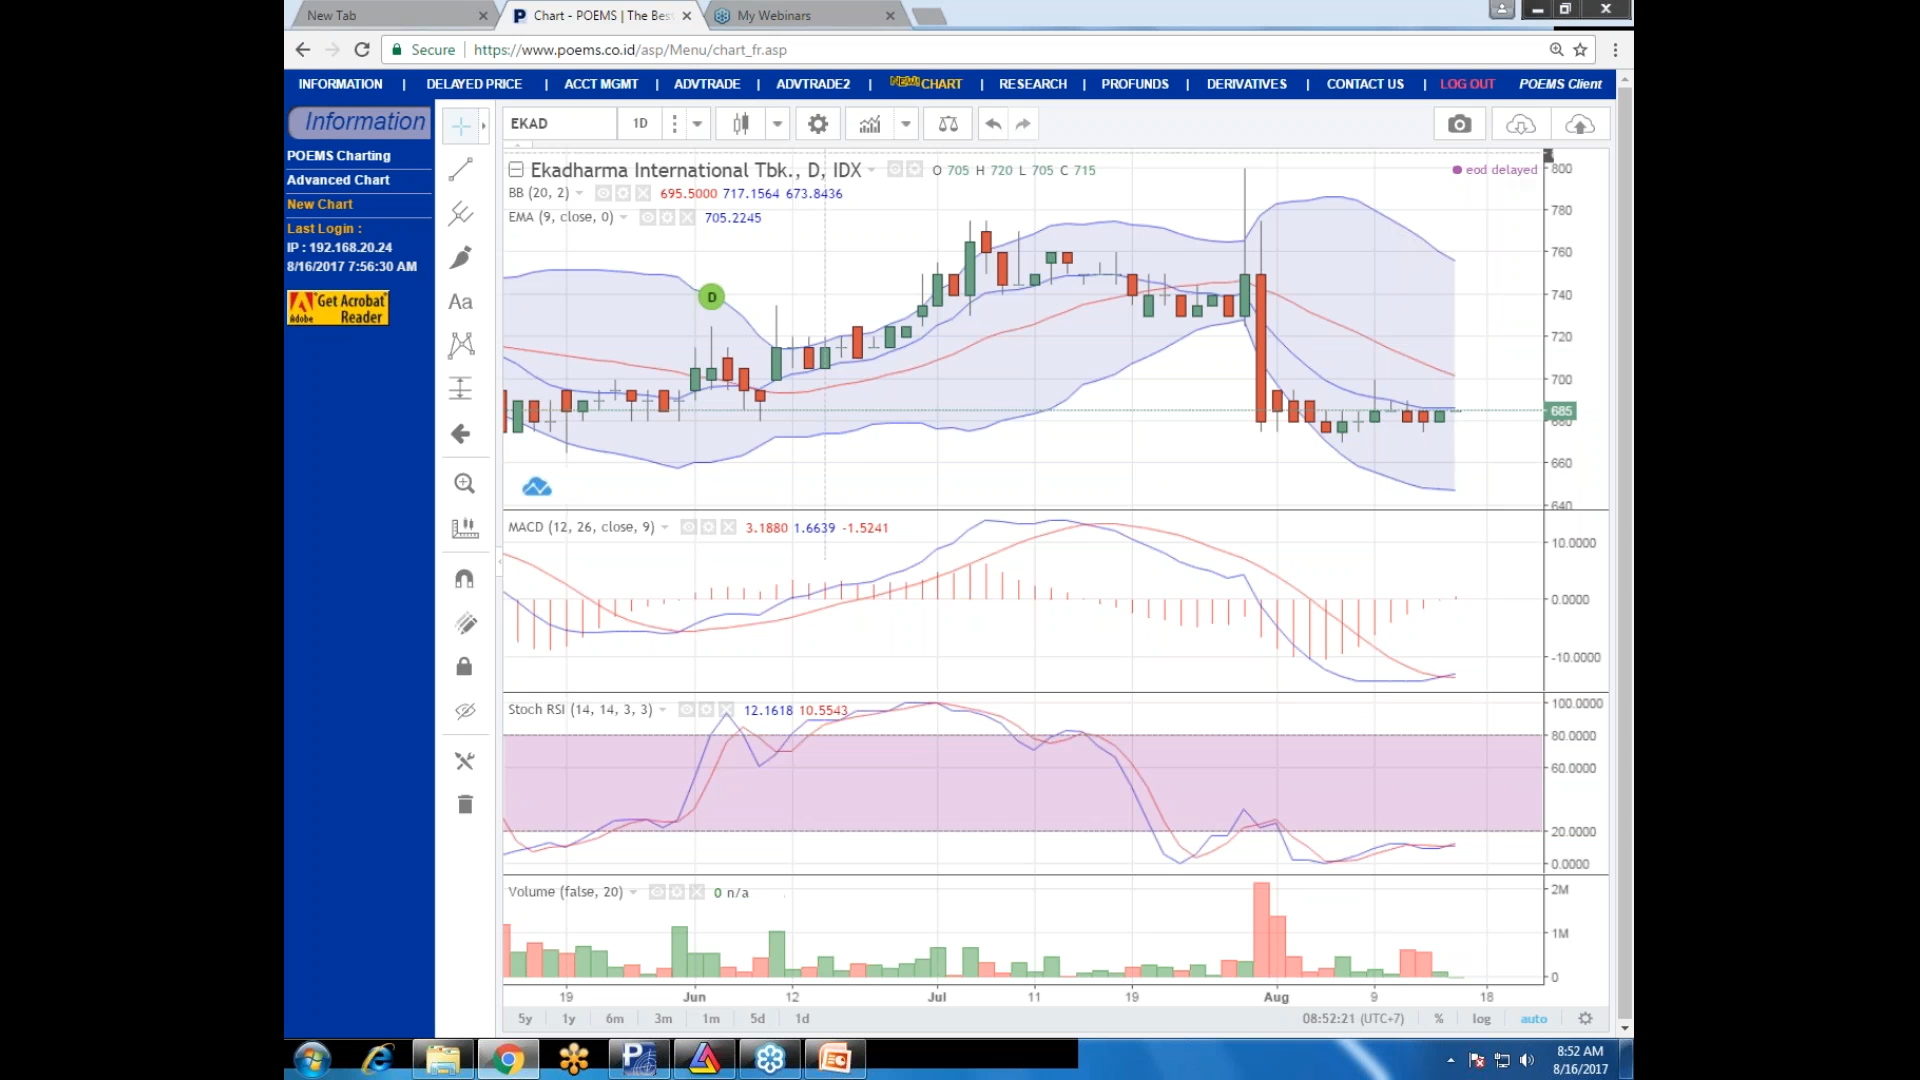 New Tab
Chart - POEMS | The Bes
My Webinars
Secure
https://www.poems.co.id/asp/Menu/chart_fr.asp
INFORMATION | DELAYED PRICE | ACCT MGMT | ADVTRADE | ADVTRADE2 | NEW! CHART | RESEARCH | PROFUNDS | DERIVATIVES | CONTACT US | LOG OUT POEMS Client
Information
POEMS Charting
Advanced Chart
New Chart
Last Login :
IP : 192.168.20.24
8/16/2017 7:56:30 AM
Get Acrobat
Adobe Reader
Aa
EKAD 1D
Ekadharma International Tbk., D, IDX O 705 H 720 L 705 C 715
eod delayed
BB (20, 2) 695.5000 717.1564 673.8436
EMA (9, close, 0) 705.2245
D
800
780
760
740
720
700
685
680
660
640
MACD (12, 26, close, 9) 3.1880 1.6639 -1.5241
10.0000
0.0000
-10.0000
Stoch RSI (14, 14, 3, 3) 12.1618 10.5543
100.0000
80.0000
60.0000
20.0000
0.0000
Volume (false, 20) 0 n/a
2M
1M
0
19 Jun 12 Jul 11 19 Aug 9 18
5y 1y 6m 3m 1m 5d 1d
08:52:21 (UTC+7) % log auto
8:52 AM
8/16/2017